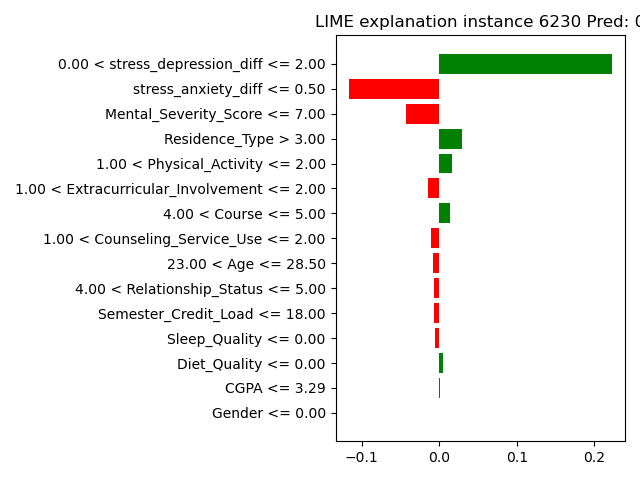 LIME explanation instance 6230 Pred: 0
0.00 < stress_depression_diff <= 2.00
stress_anxiety_diff <= 0.50
Mental_Severity_Score <= 7.00
Residence_Type > 3.00
1.00 < Physical_Activity <= 2.00
1.00 < Extracurricular_Involvement <= 2.00
4.00 < Course <= 5.00
1.00 < Counseling_Service_Use <= 2.00
23.00 < Age <= 28.50
4.00 < Relationship_Status <= 5.00
Semester_Credit_Load <= 18.00
Sleep_Quality <= 0.00
Diet_Quality <= 0.00
CGPA <= 3.29
Gender <= 0.00
−0.1 0.0 0.1 0.2